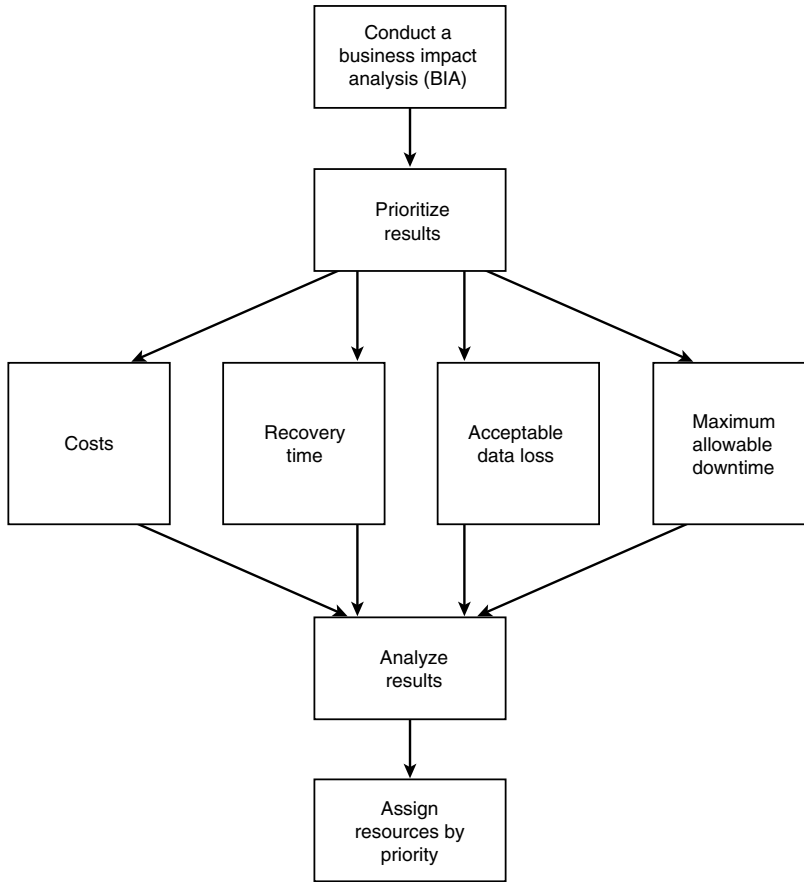 Conduct a
business impact
analysis (BIA)
Prioritize
results
Costs
Recovery
time
Acceptable
data loss
Maximum
allowable
downtime
Analyze
results
Assign
resources by
priority